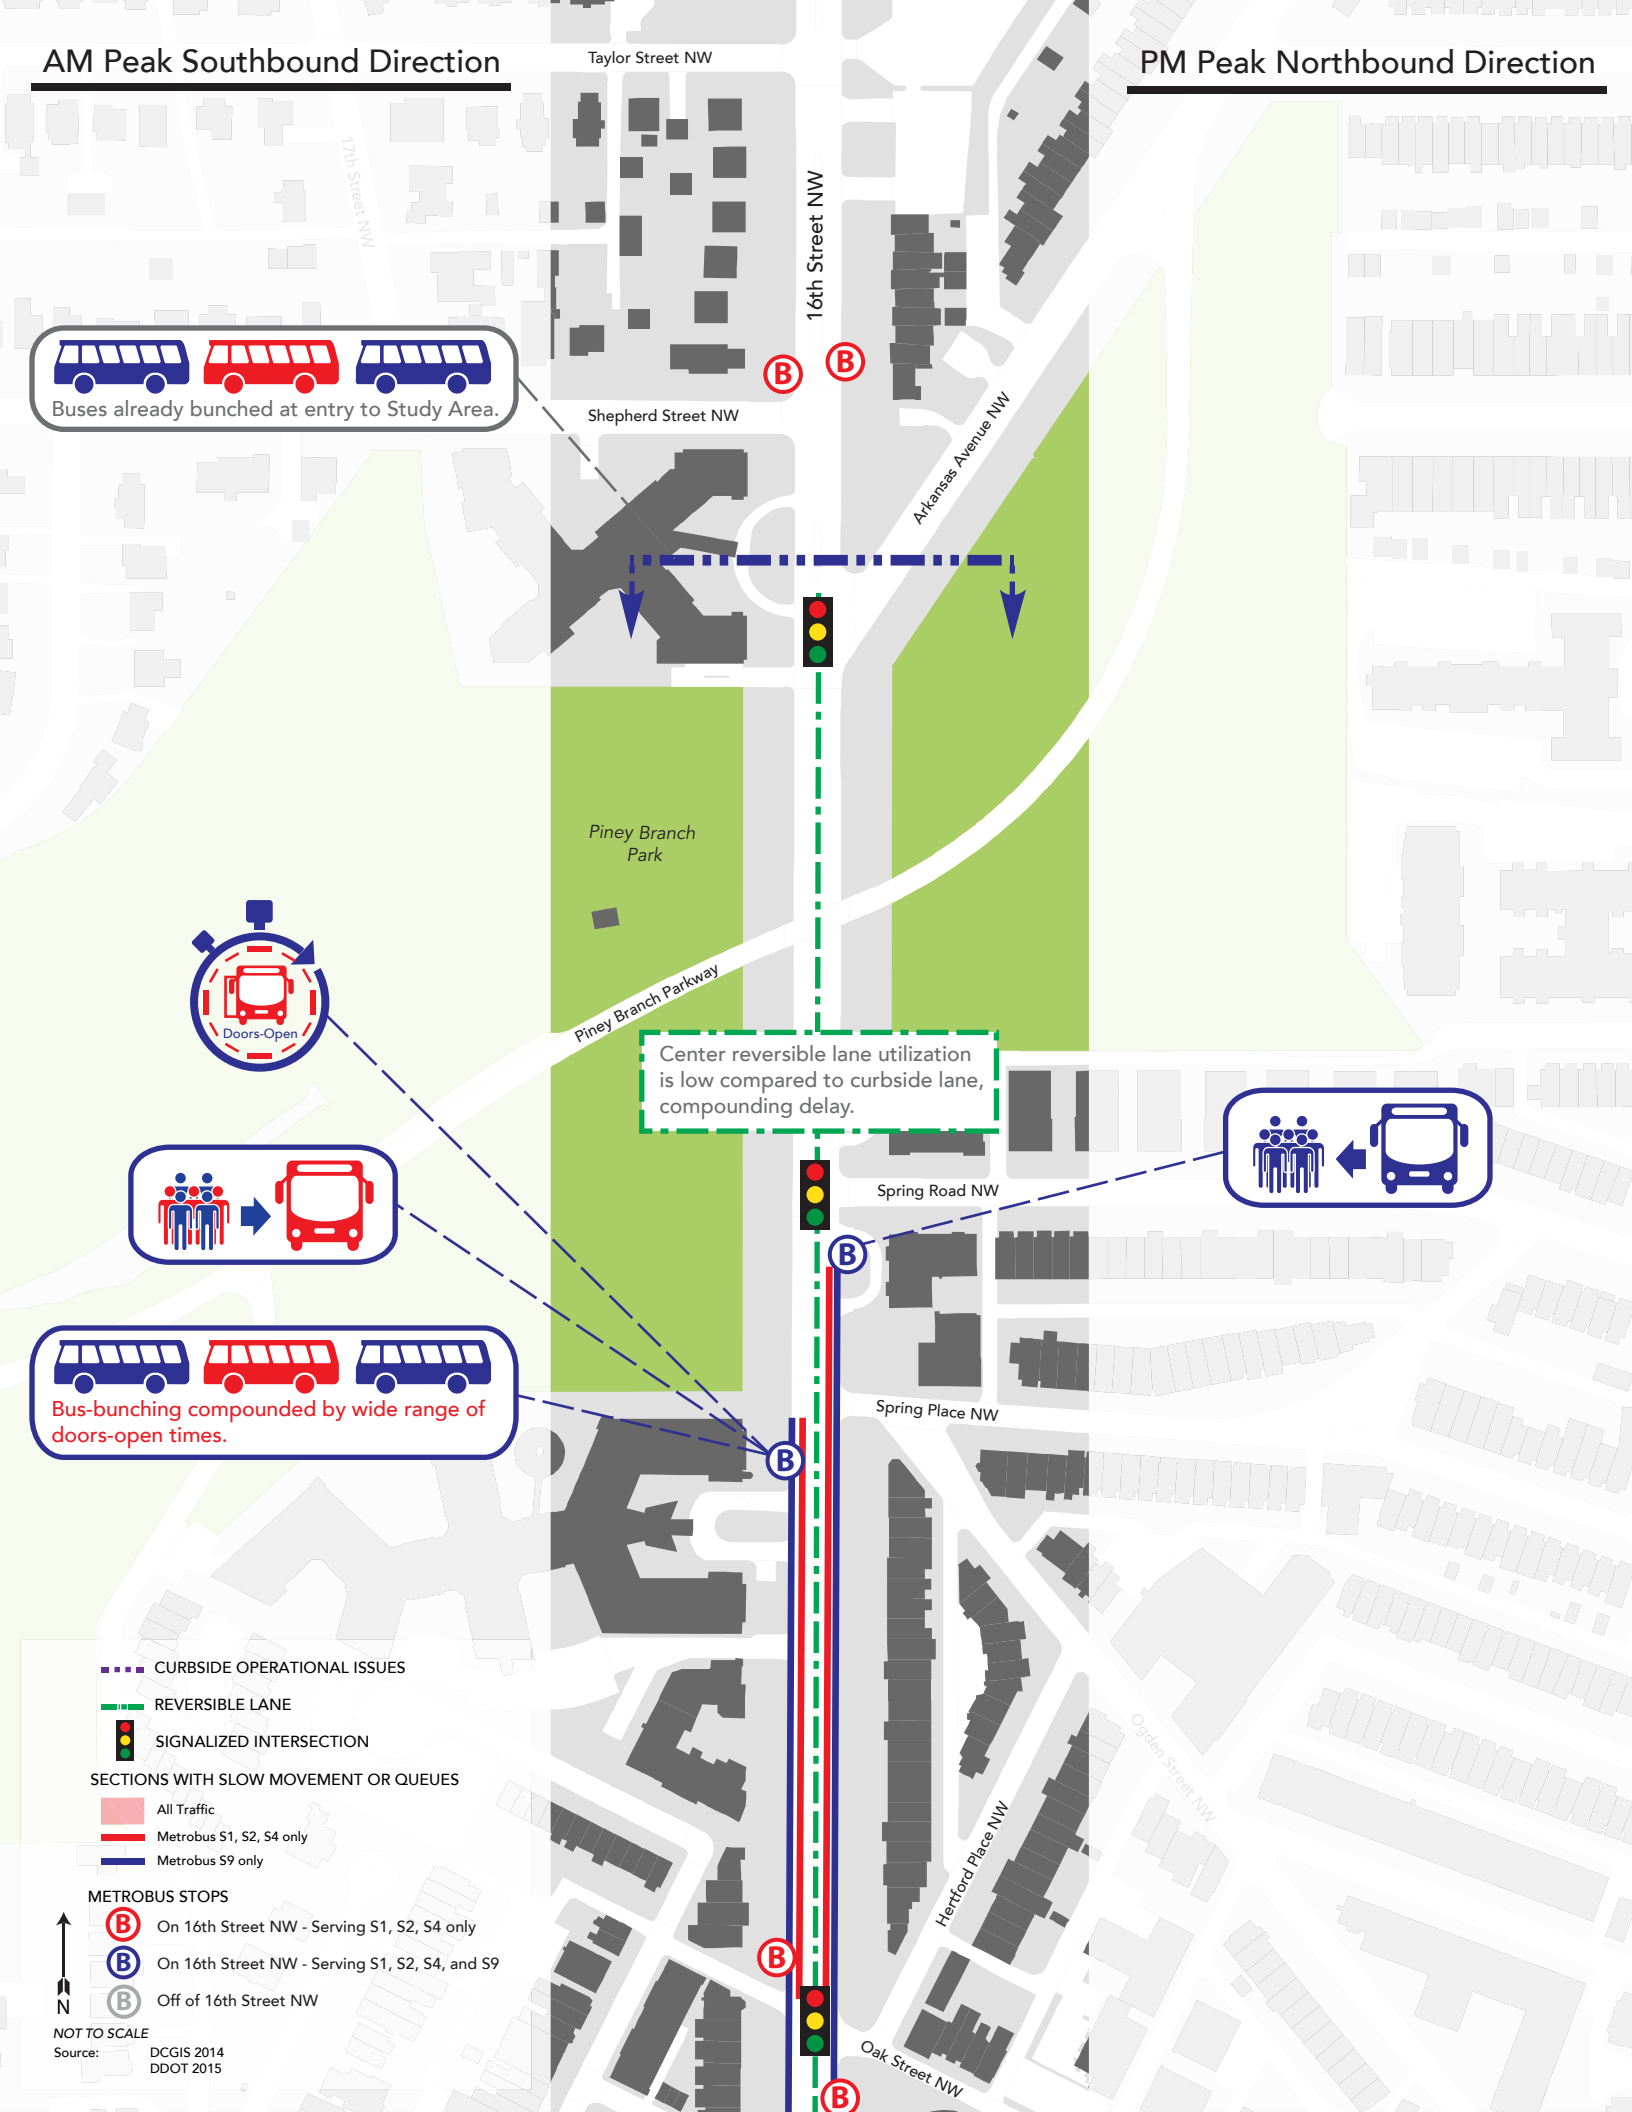 AM Peak Southbound Direction
PM Peak Northbound Direction
Taylor Street NW
17th Street NW
16th Street NW
B
B
Buses already bunched at entry to Study Area.
Shepherd Street NW
Arkansas Avenue NW
Piney Branch
Park
Piney Branch Parkway
Doors-Open
Center reversible lane utilization
is low compared to curbside lane,
compounding delay.
Spring Road NW
B
Spring Place NW
Bus-bunching compounded by wide range of
doors-open times.
B
CURBSIDE OPERATIONAL ISSUES
REVERSIBLE LANE
SIGNALIZED INTERSECTION
SECTIONS WITH SLOW MOVEMENT OR QUEUES
All Traffic
Metrobus S1, S2, S4 only
Metrobus S9 only
METROBUS STOPS
B On 16th Street NW - Serving S1, S2, S4 only
B On 16th Street NW - Serving S1, S2, S4, and S9
B Off of 16th Street NW
N
NOT TO SCALE
Source: DCGIS 2014
DDOT 2015
Ogden Street NW
Hertford Place NW
B
Oak Street NW
B